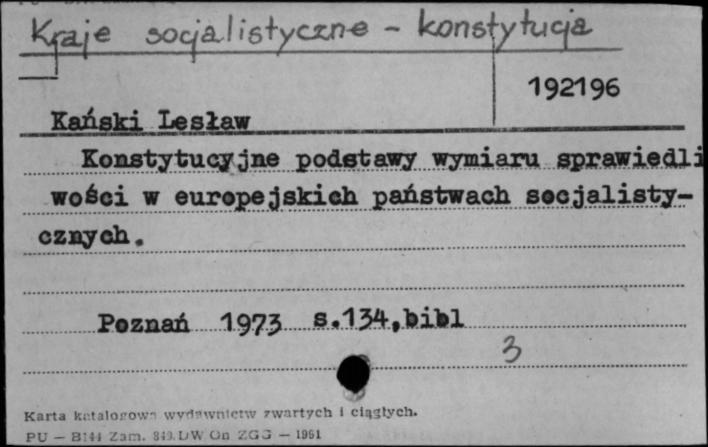 Kraje socjalistyczne - konstytucja
192196
Kański Lesław
Konstytucyjne podstawy wymiaru sprawiedli
wości w europejskich państwach socjalisty-
cznych.
Poznań 1973 s.134,bibl
3
Karta katalogowa wydawnictw zwartych i ciągłych.
PU — B144 Zam. 849.DW On ZGG — 1961